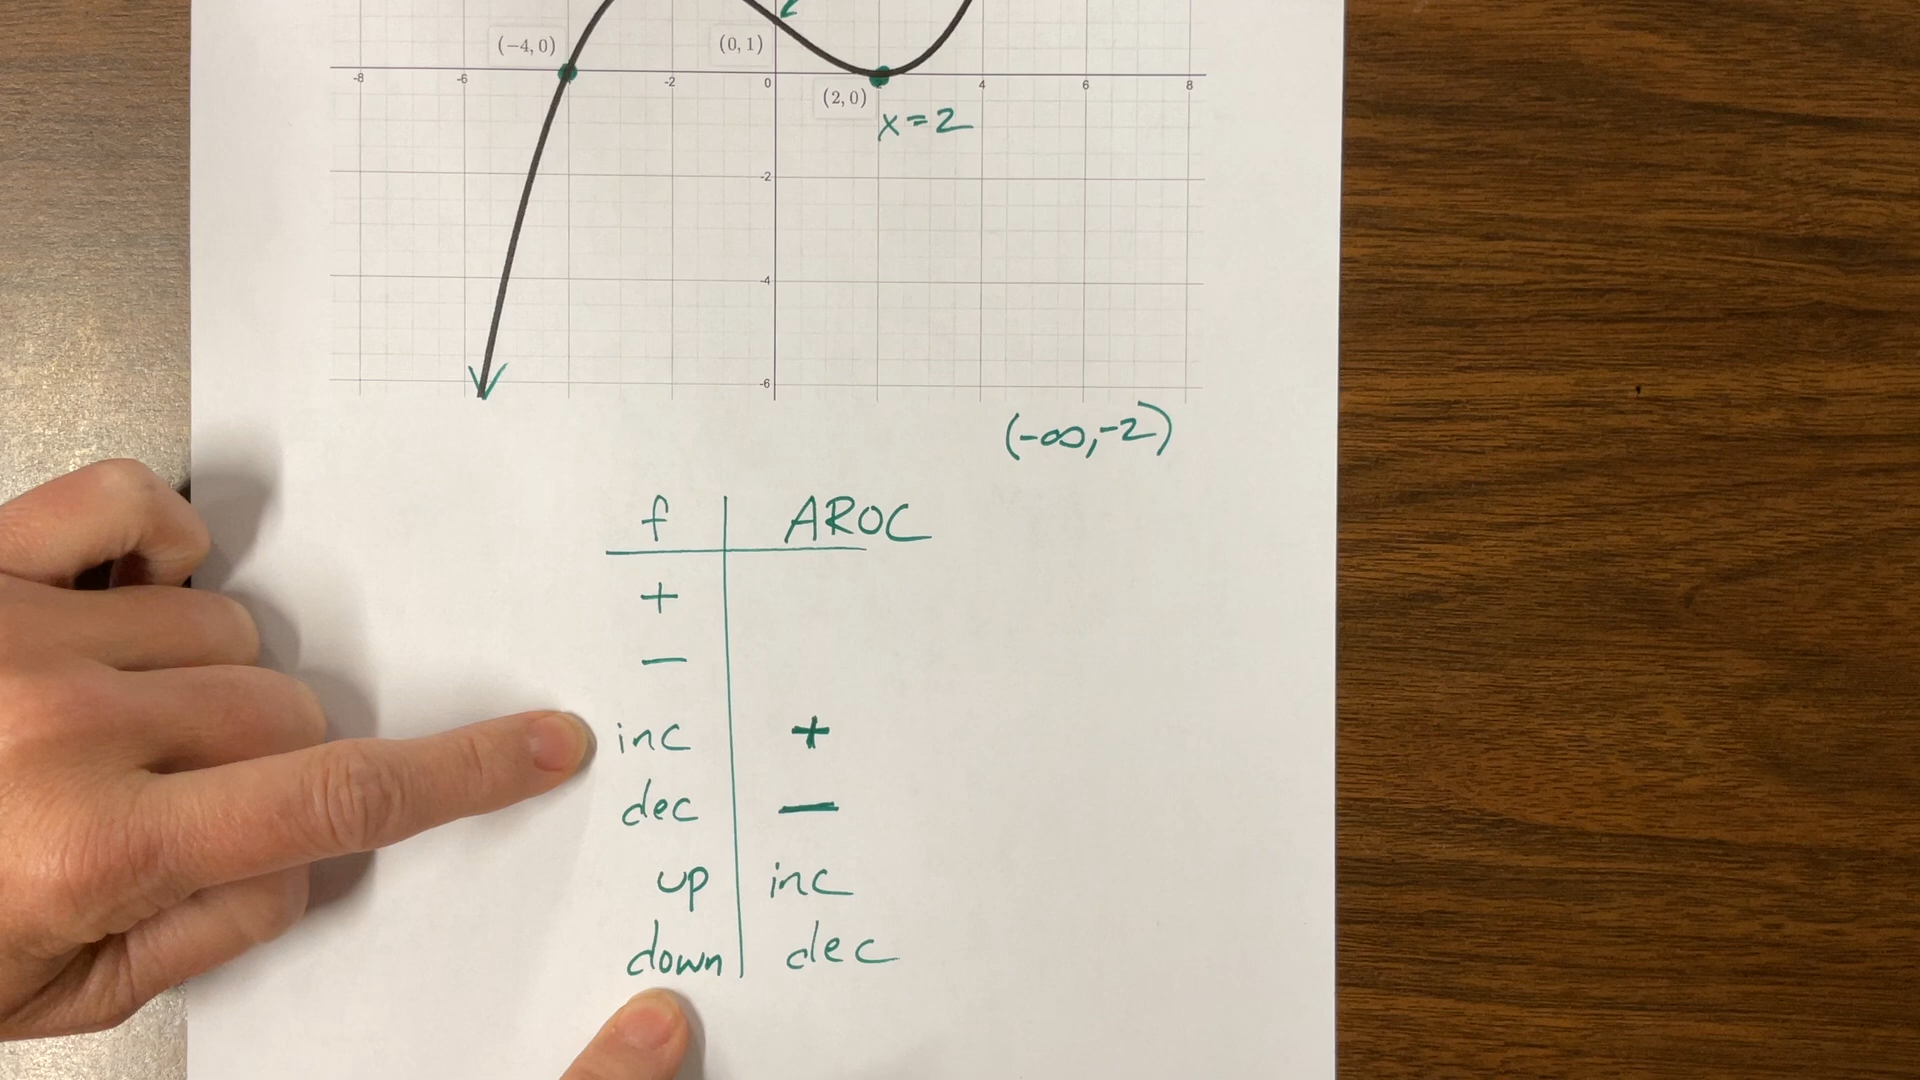 (−4, 0)
(0, 1)
-8 -6 -2 0 4 6 8
(2, 0)
x=2
-2
-4
-6
(-∞,-2)
f AROC
+
—
inc +
dec —
up inc
down dec